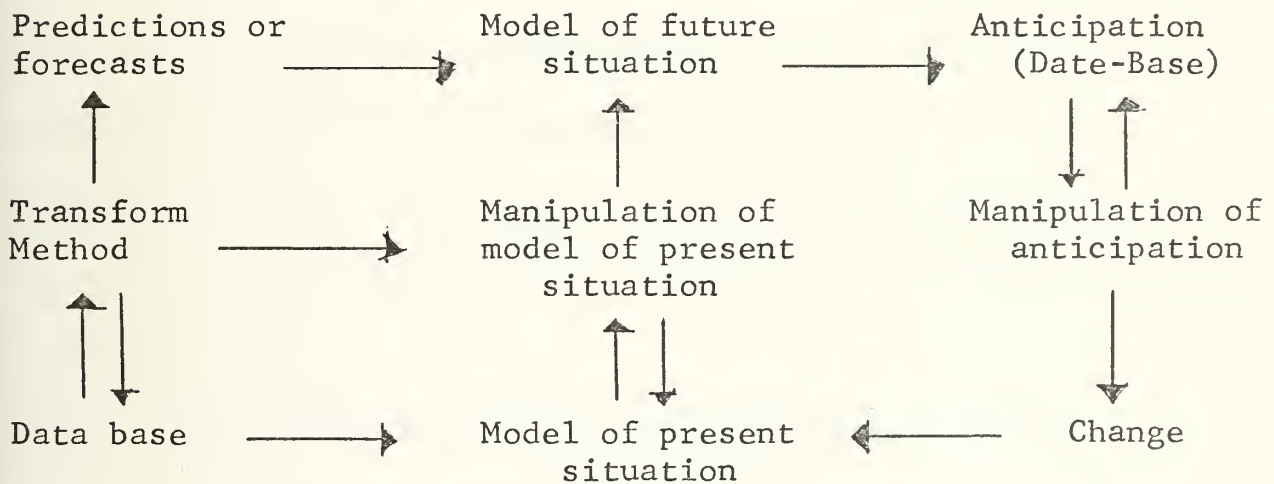 Predictions or
forecasts
Model of future
situation
Anticipation
(Date-Base)
Transform
Method
Manipulation of
model of present
situation
Manipulation of
anticipation
Data base
Model of present
situation
Change